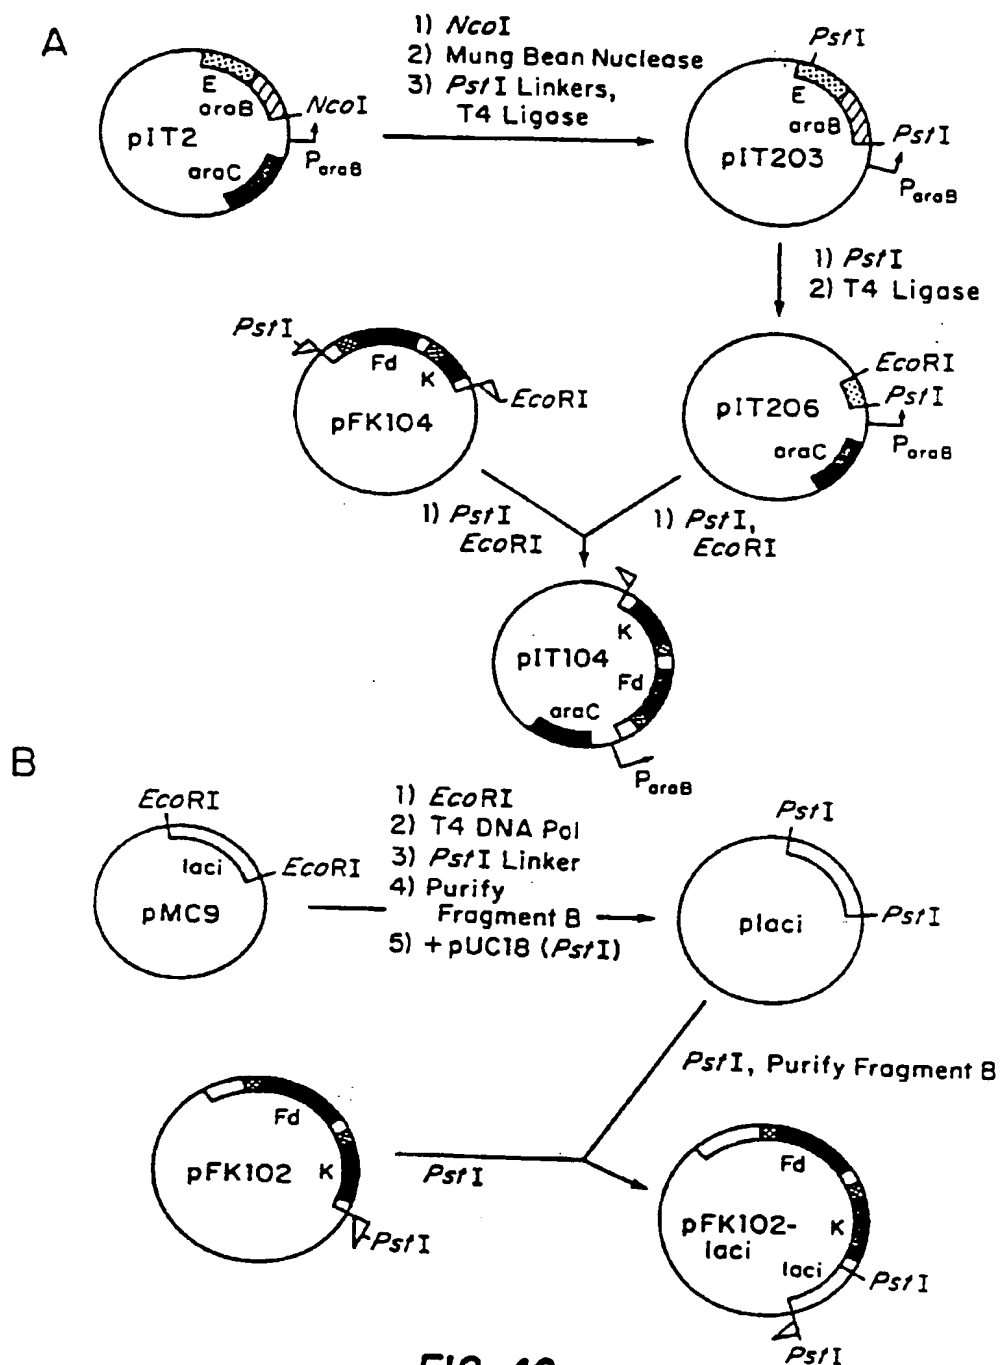 A
1) NcoI
2) Mung Bean Nuclease
3) PstI Linkers,
T4 Ligase
E
araB
NcoI
pIT2
ParaB
araC
PstI
E
araB
PstI
pIT203
ParaB
1) PstI
2) T4 Ligase
PstI
Fd
K
EcoRI
pFK104
EcoRI
PstI
pIT206
ParaB
araC
1) PstI
EcoRI
1) PstI,
EcoRI
K
pIT104
Fd
araC
ParaB
B
EcoRI
laci
EcoRI
pMC9
1) EcoRI
2) T4 DNA Pol
3) PstI Linker
4) Purify
Fragment B
5) +pUC18 (PstI)
PstI
placi
PstI
PstI, Purify Fragment B
Fd
pFK102
K
PstI
PstI
Fd
pFK102-
laci
K
laci
PstI
PstI